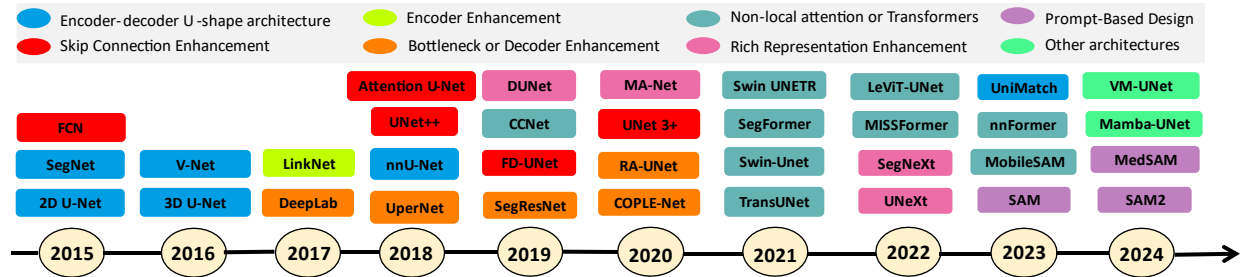 Encoder-decoder U-shape architecture
Encoder Enhancement
Non-local attention or Transformers
Prompt-Based Design
Skip Connection Enhancement
Bottleneck or Decoder Enhancement
Rich Representation Enhancement
Other architectures
Attention U-Net
DUNet
MA-Net
Swin UNETR
LeViT-UNet
UniMatch
VM-UNet
FCN
UNet++
CCNet
UNet 3+
SegFormer
MISSFormer
nnFormer
Mamba-UNet
SegNet
V-Net
LinkNet
nnU-Net
FD-UNet
RA-UNet
Swin-Unet
SegNeXt
MobileSAM
MedSAM
2D U-Net
3D U-Net
DeepLab
UperNet
SegResNet
COPLE-Net
TransUNet
UNeXt
SAM
SAM2
2015
2016
2017
2018
2019
2020
2021
2022
2023
2024